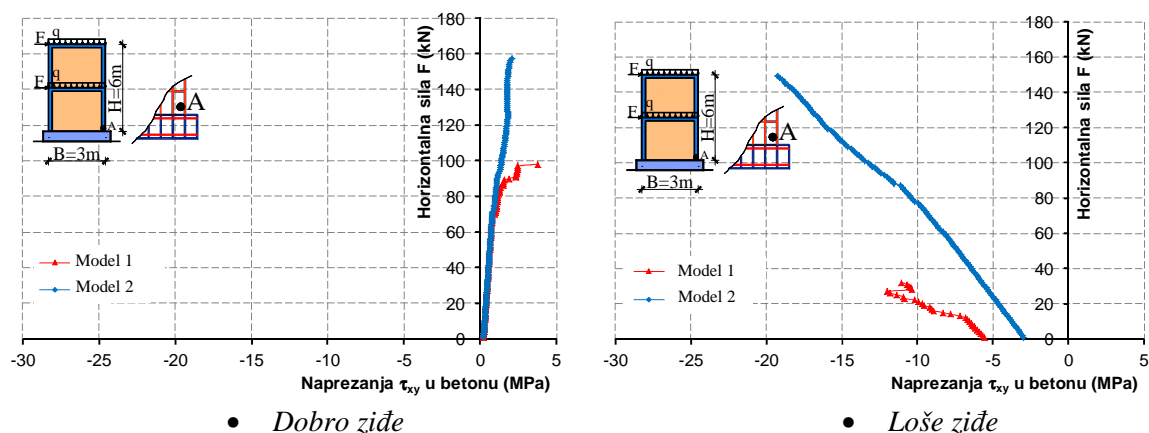 F
q
F
q
H=6m
A
B=3m
A
Model 1
Model 2
Horizontalna sila F (kN)
180
160
140
120
100
80
60
40
20
0
-30 -25 -20 -15 -10 -5 0 5
Naprezanja τxy u betonu (MPa)
• Dobro ziđe
F
q
F
q
H=6m
A
B=3m
A
Model 1
Model 2
Horizontalna sila F (kN)
180
160
140
120
100
80
60
40
20
0
-30 -25 -20 -15 -10 -5 0 5
Naprezanja τxy u betonu (MPa)
• Loše ziđe